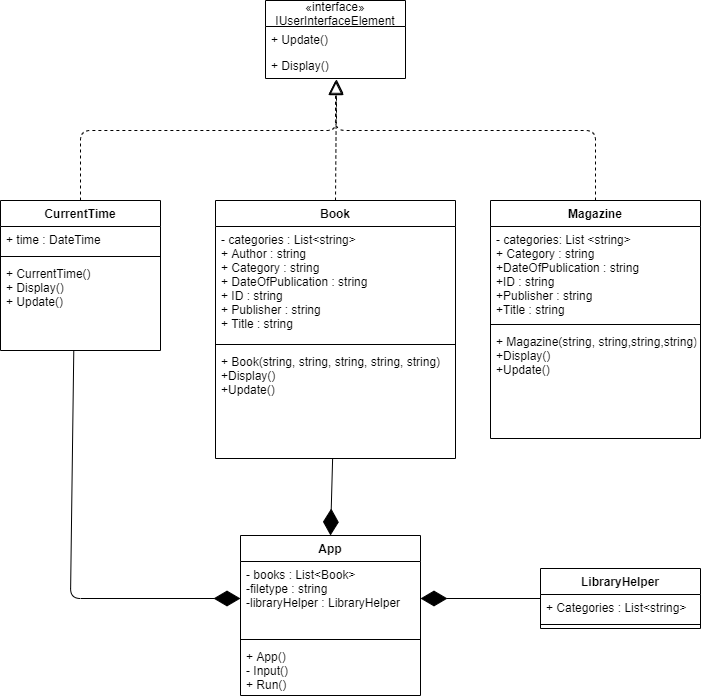 «interface»
IUserInterfaceElement
+ Update()
+ Display()
CurrentTime
+ time : DateTime
+ CurrentTime()
+ Display()
+ Update()
Book
- categories : List<string>
+ Author : string
+ Category : string
+ DateOfPublication : string
+ ID : string
+ Publisher : string
+ Title : string
+ Book(string, string, string, string, string)
+Display()
+Update()
Magazine
- categories: List <string>
+ Category : string
+DateOfPublication : string
+ID : string
+Publisher : string
+Title : string
+ Magazine(string, string,string,string)
+Display()
+Update()
App
- books : List<Book>
-filetype : string
-libraryHelper : LibraryHelper
+ App()
- Input()
+ Run()
LibraryHelper
+ Categories : List<string>